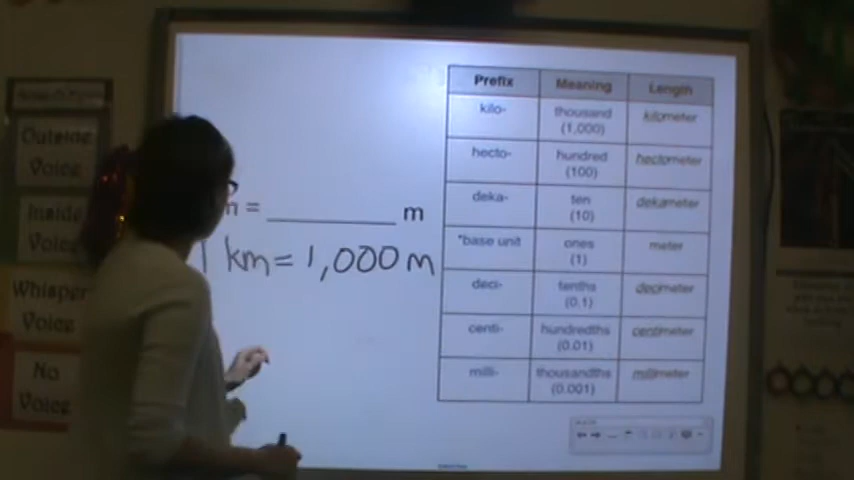 Outside
Voice
Inside
Voice
Whisper
Voice
No
Voice
= ________ m
1 km = 1,000 m
Prefix Meaning Length
kilo- thousand (1,000) kilometer
hecto- hundred (100) hectometer
deka- ten (10) dekameter
*base unit ones (1) meter
deci- tenths (0.1) decimeter
centi- hundredths (0.01) centimeter
milli- thousandths (0.001) millimeter